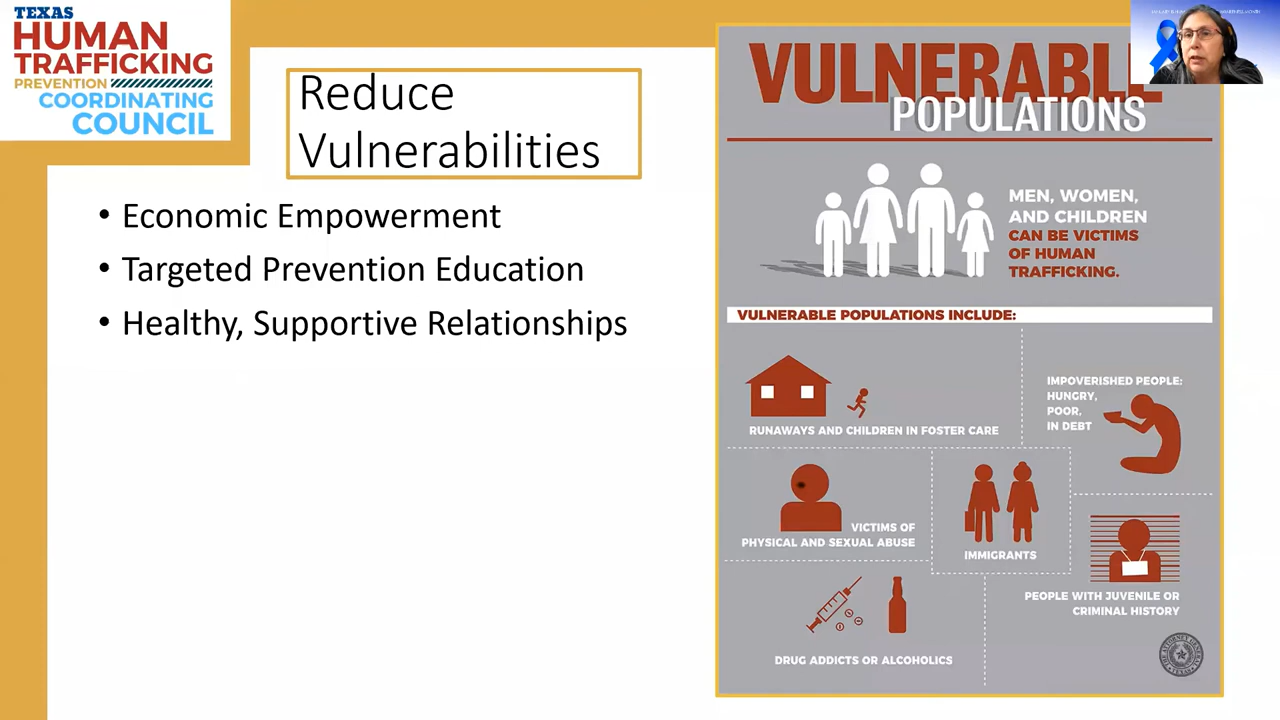 TEXAS
HUMAN
TRAFFICKING
PREVENTION
COORDINATING
COUNCIL
Reduce
Vulnerabilities
• Economic Empowerment
• Targeted Prevention Education
• Healthy, Supportive Relationships
POPULATIONS
MEN, WOMEN,
AND CHILDREN
CAN BE VICTIMS
OF HUMAN
TRAFFICKING.
VULNERABLE POPULATIONS INCLUDE:
RUNAWAYS AND CHILDREN IN FOSTER CARE
IMPOVERISHED PEOPLE:
HUNGRY,
POOR,
IN DEBT
VICTIMS OF
PHYSICAL AND SEXUAL ABUSE
IMMIGRANTS
PEOPLE WITH JUVENILE OR
CRIMINAL HISTORY
DRUG ADDICTS OR ALCOHOLICS